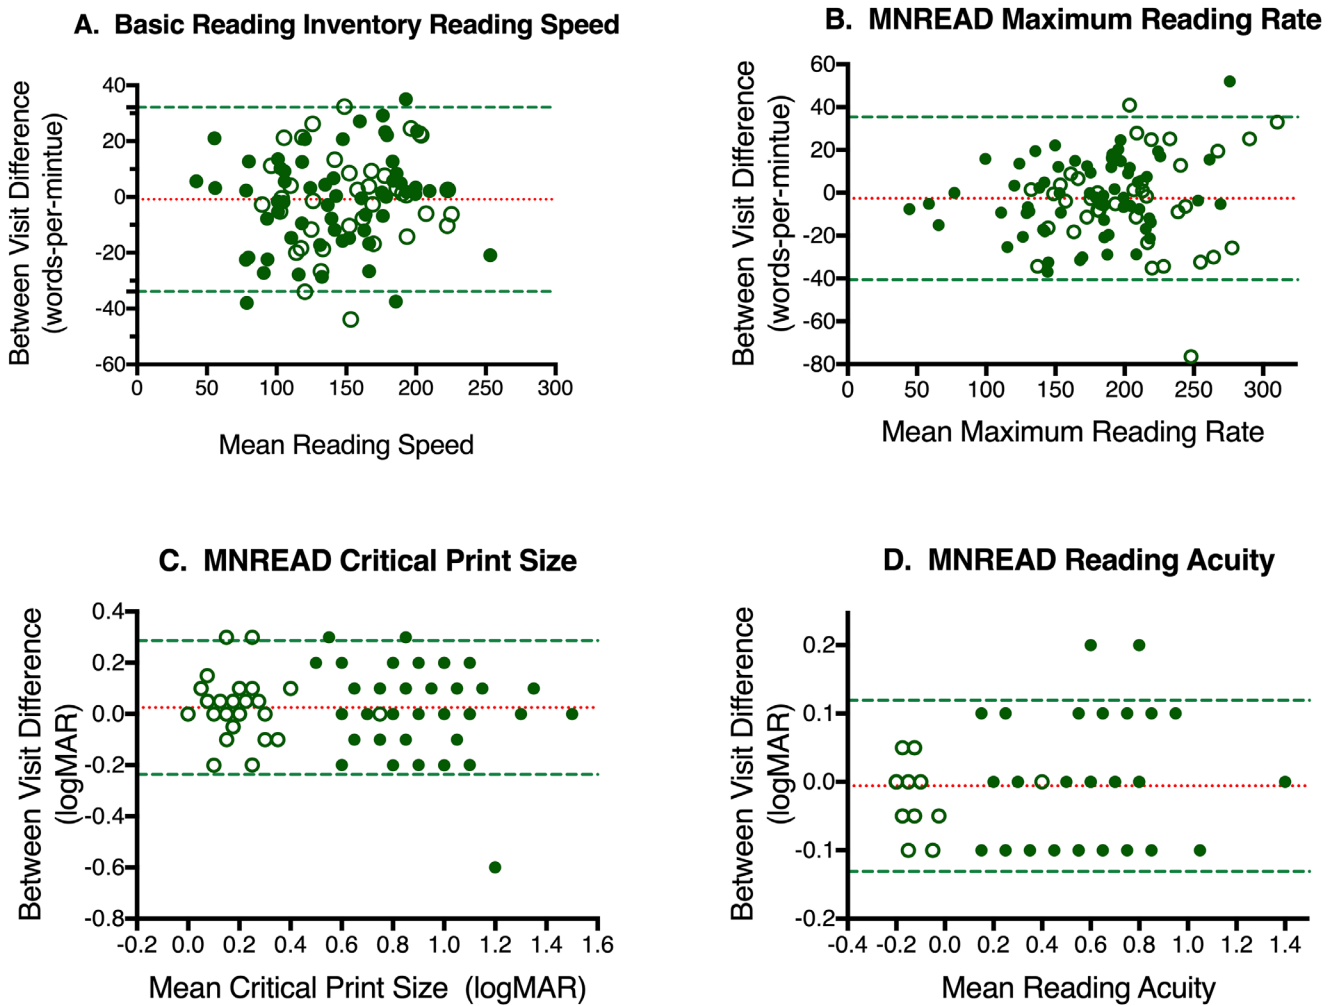 A. Basic Reading Inventory Reading Speed
Between Visit Difference
(words-per-mintue)
40
20
0
-20
-40
-60
0 50 100 150 200 250 300
Mean Reading Speed
B. MNREAD Maximum Reading Rate
Between Visit Difference
(words-per-mintue)
60
40
20
0
-20
-40
-60
-80
0 50 100 150 200 250 300
Mean Maximum Reading Rate
C. MNREAD Critical Print Size
Between Visit Difference
(logMAR)
0.4
0.2
0.0
-0.2
-0.4
-0.6
-0.8
-0.2 0.0 0.2 0.4 0.6 0.8 1.0 1.2 1.4 1.6
Mean Critical Print Size (logMAR)
D. MNREAD Reading Acuity
Between Visit Difference
(logMAR)
0.2
0.1
0.0
-0.1
-0.2
-0.4 -0.2 0.0 0.2 0.4 0.6 0.8 1.0 1.2 1.4
Mean Reading Acuity